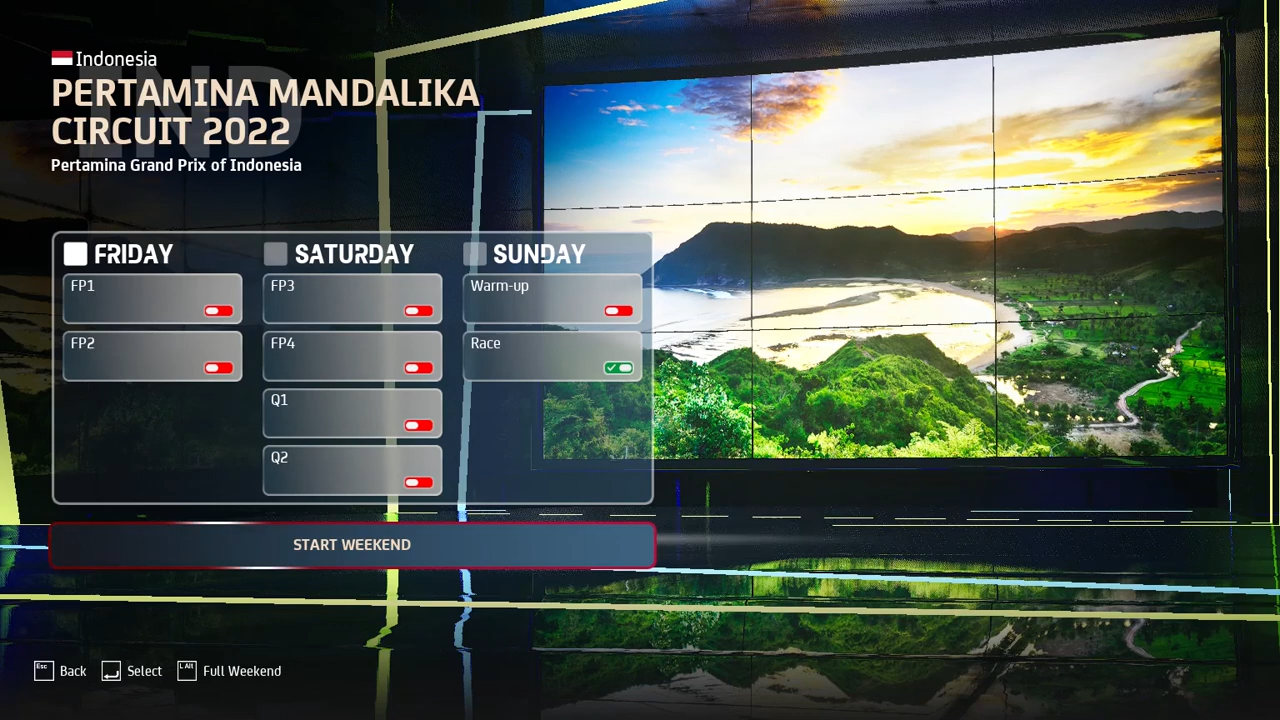 Indonesia
IND
PERTAMINA MANDALIKA
CIRCUIT 2022
Pertamina Grand Prix of Indonesia
FRIDAY
SATURDAY
SUNDAY
FP1
FP3
Warm-up
FP2
FP4
Race
Q1
Q2
START WEEKEND
Esc Back
Select
L Alt Full Weekend